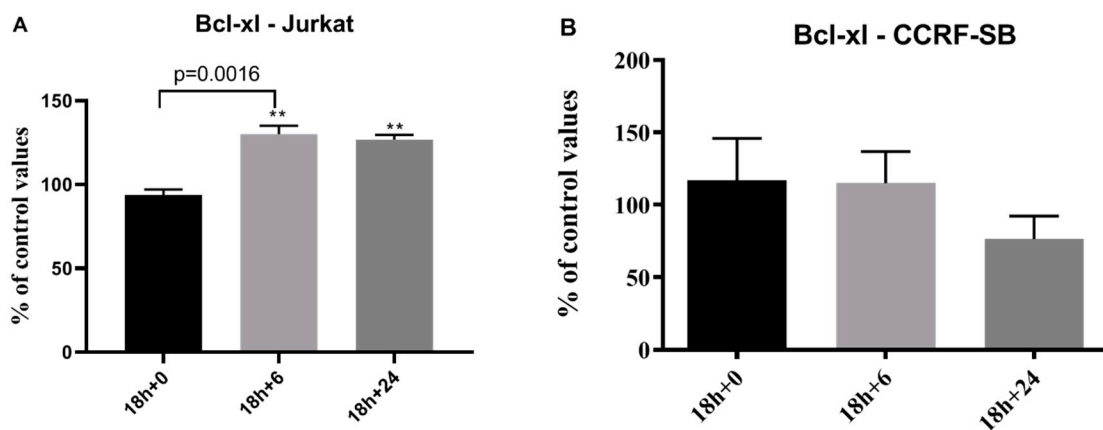 A
Bcl-xl - Jurkat
p=0.0016
**
**
150
100
50
0
% of control values
18h+0
18h+6
18h+24
B
Bcl-xl - CCRF-SB
200
150
100
50
0
% of control values
18h+0
18h+6
18h+24